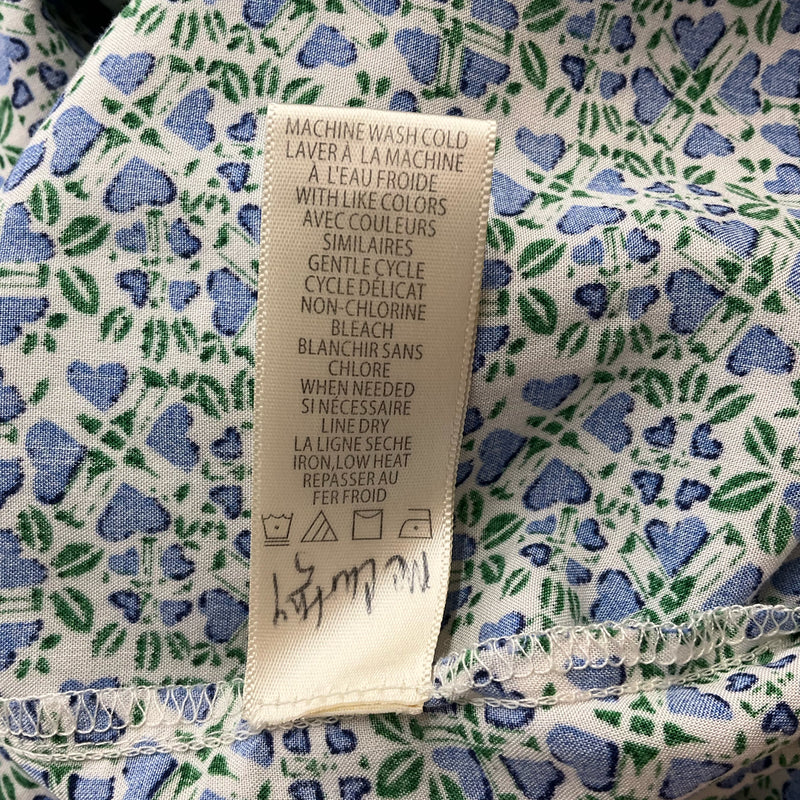 MACHINE WASH COLD
LAVER À LA MACHINE
À L'EAU FROIDE
WITH LIKE COLORS
AVEC COULEURS
SIMILAIRES
GENTLE CYCLE
CYCLE DÉLICAT
NON-CHLORINE
BLEACH
BLANCHIR SANS
CHLORE
WHEN NEEDED
SI NÉCESSAIRE
LINE DRY
LA LIGNE SECHE
IRON,LOW HEAT
REPASSER AU
FER FROID